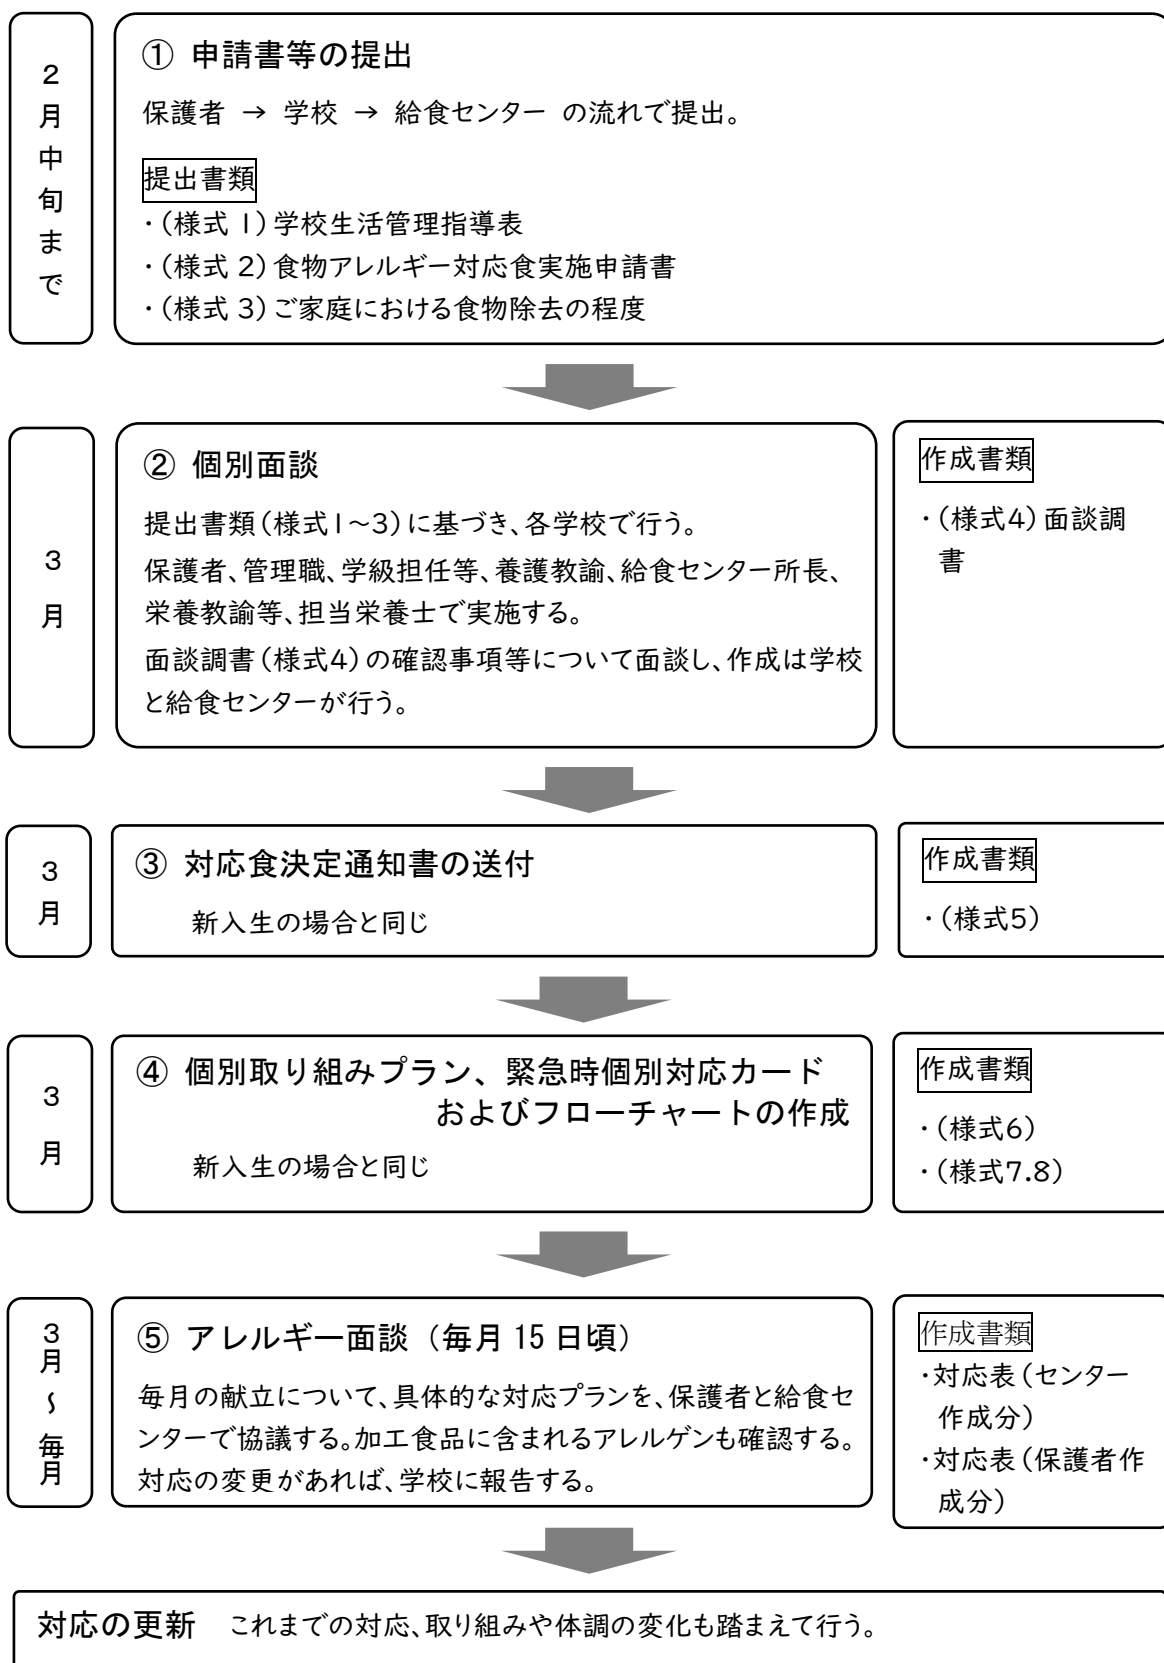 2月中旬まで
① 申請書等の提出
保護者 → 学校 → 給食センター の流れで提出。
提出書類
・(様式 1)学校生活管理指導表
・(様式 2)食物アレルギー対応食実施申請書
・(様式 3)ご家庭における食物除去の程度
3月
② 個別面談
提出書類(様式1~3)に基づき、各学校で行う。
保護者、管理職、学級担任等、養護教諭、給食センター所長、
栄養教諭等、担当栄養士で実施する。
面談調書(様式4)の確認事項等について面談し、作成は学校
と給食センターが行う。
作成書類
・(様式4)面談調
書
3月
③ 対応食決定通知書の送付
新入生の場合と同じ
作成書類
・(様式5)
3月
④ 個別取り組みプラン、緊急時個別対応カード
およびフローチャートの作成
新入生の場合と同じ
作成書類
・(様式6)
・(様式7.8)
3月~毎月
⑤ アレルギー面談(毎月 15 日頃)
毎月の献立について、具体的な対応プランを、保護者と給食セ
ンターで協議する。加工食品に含まれるアレルゲンも確認する。
対応の変更があれば、学校に報告する。
作成書類
・対応表(センター
作成分)
・対応表(保護者作
成分)
対応の更新 これまでの対応、取り組みや体調の変化も踏まえて行う。